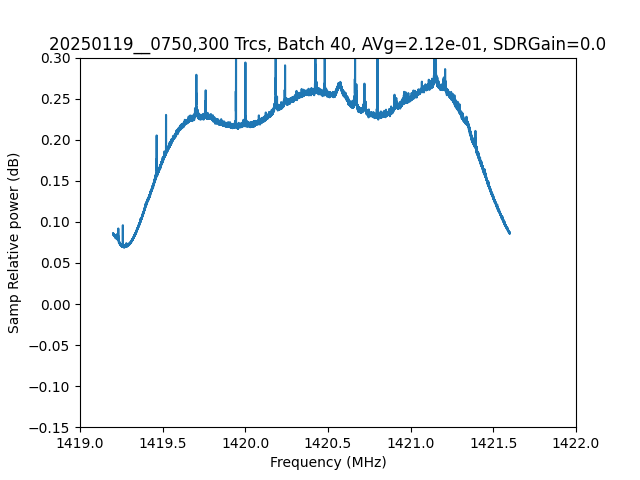 20250119__0750,300 Trcs, Batch 40, AVg=2.12e-01, SDRGain=0.0
0.30
0.25
0.20
0.15
0.10
0.05
0.00
−0.05
−0.10
−0.15
Samp Relative power (dB)
1419.0 1419.5 1420.0 1420.5 1421.0 1421.5 1422.0
Frequency (MHz)